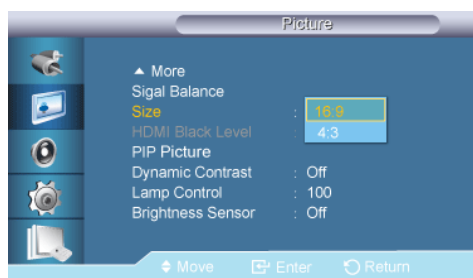 Picture
▲ More
Sigal Balance
Size : 16:9
HDMI Black Level : 4:3
PIP Picture
Dynamic Contrast : Off
Lamp Control : 100
Brightness Sensor : Off
Move Enter Return